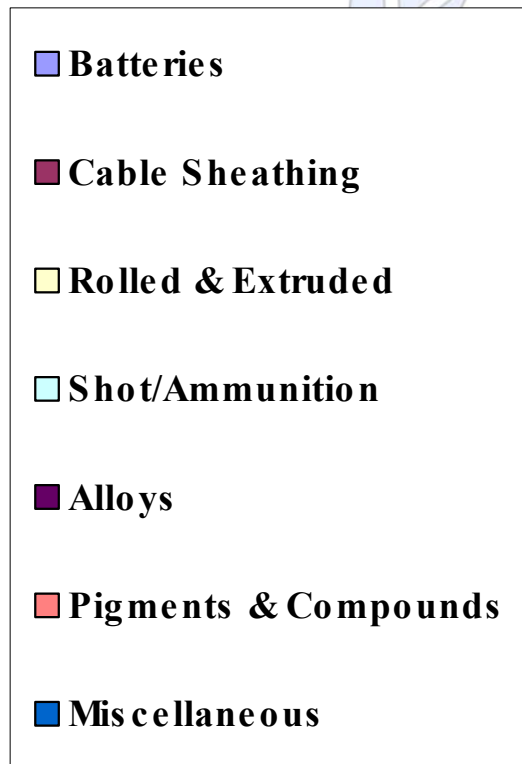 Batteries
Cable Sheathing
Rolled & Extruded
Shot/Ammunition
Alloys
Pigments & Compounds
Miscellaneous